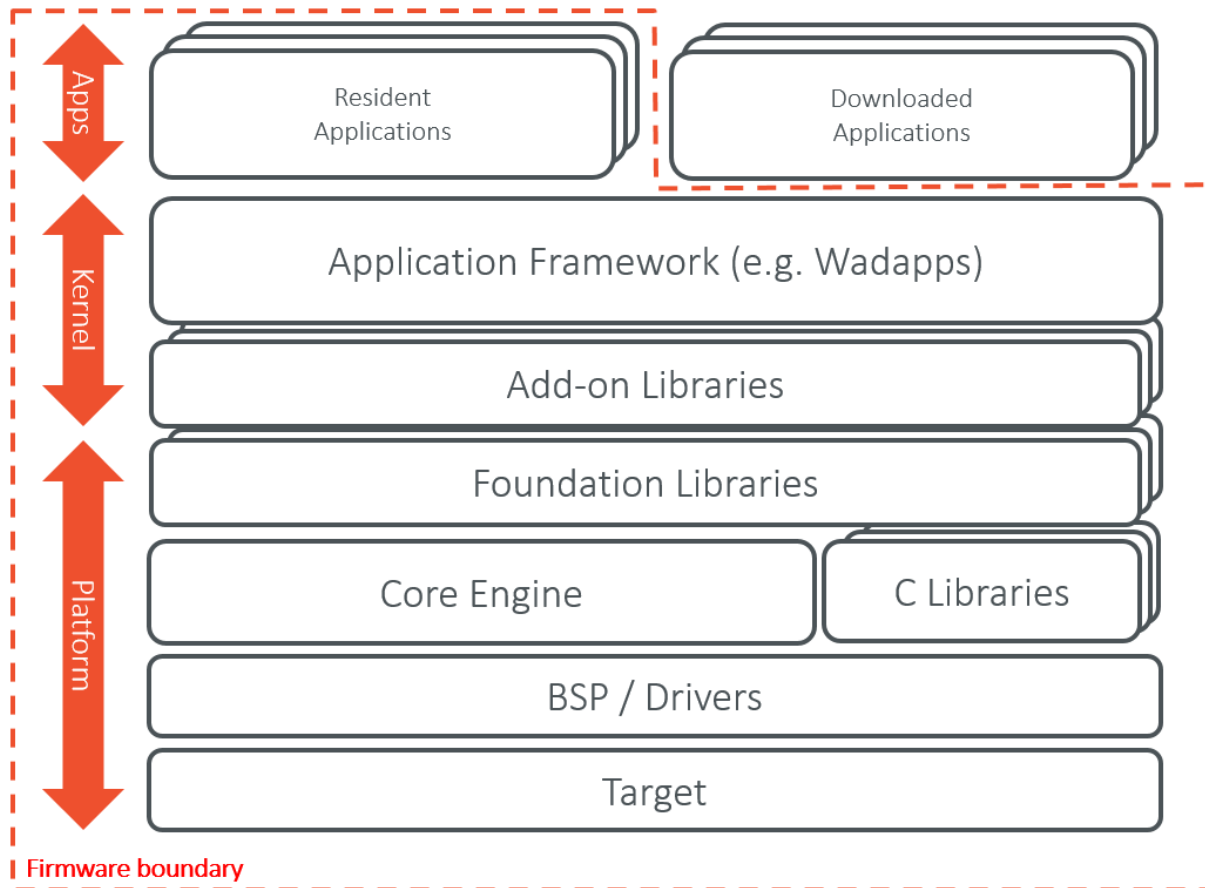 Apps
Resident
Applications
Downloaded
Applications
Kernel
Application Framework (e.g. Wadapps)
Add-on Libraries
Platform
Foundation Libraries
Core Engine
C Libraries
BSP / Drivers
Target
Firmware boundary